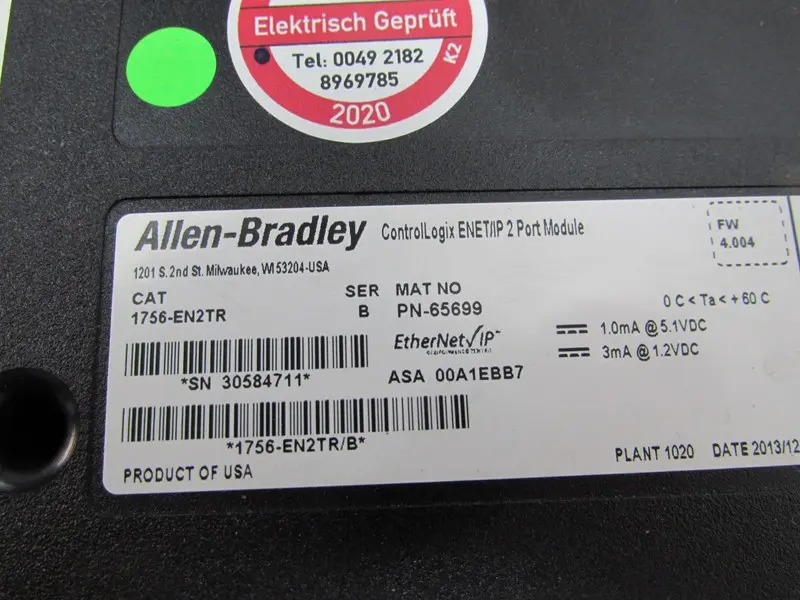 Elektrisch Geprüft
Tel: 0049 2182
8969785
K2
2020
Allen-Bradley ControlLogix ENET/IP 2 Port Module
FW
4.004
1201 S. 2nd St. Milwaukee, WI 53204-USA
CAT SER MAT NO
1756-EN2TR B PN-65699
0 C < Ta < + 60 C
EtherNet/IP™
1.0mA @ 5.1VDC
3mA @ 1.2VDC
*SN 30584711*
ASA 00A1EBB7
*1756-EN2TR/B*
PRODUCT OF USA
PLANT 1020 DATE 2013/12